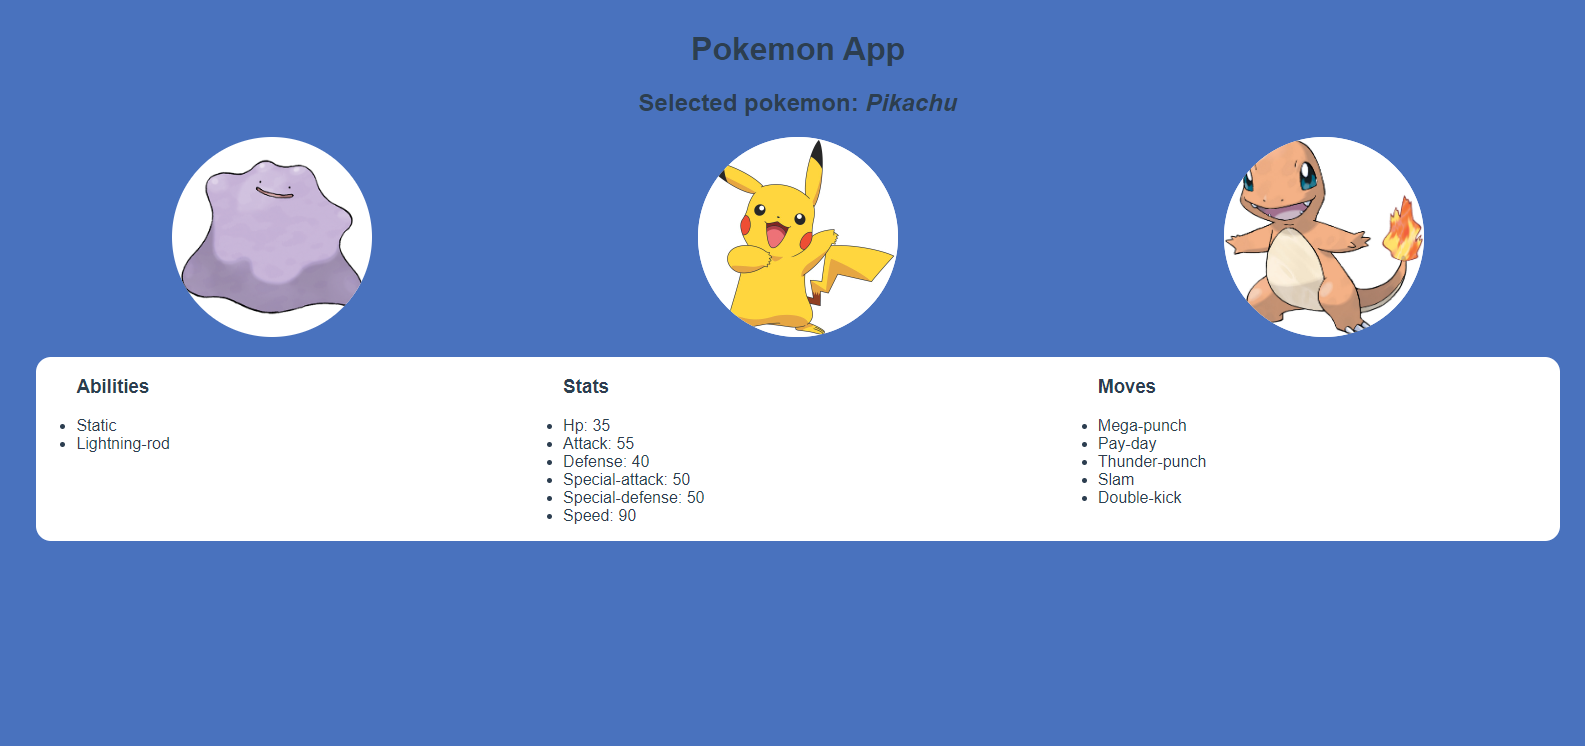 Pokemon App
Selected pokemon: Pikachu
Abilities
Static
Lightning-rod
Stats
Hp: 35
Attack: 55
Defense: 40
Special-attack: 50
Special-defense: 50
Speed: 90
Moves
Mega-punch
Pay-day
Thunder-punch
Slam
Double-kick